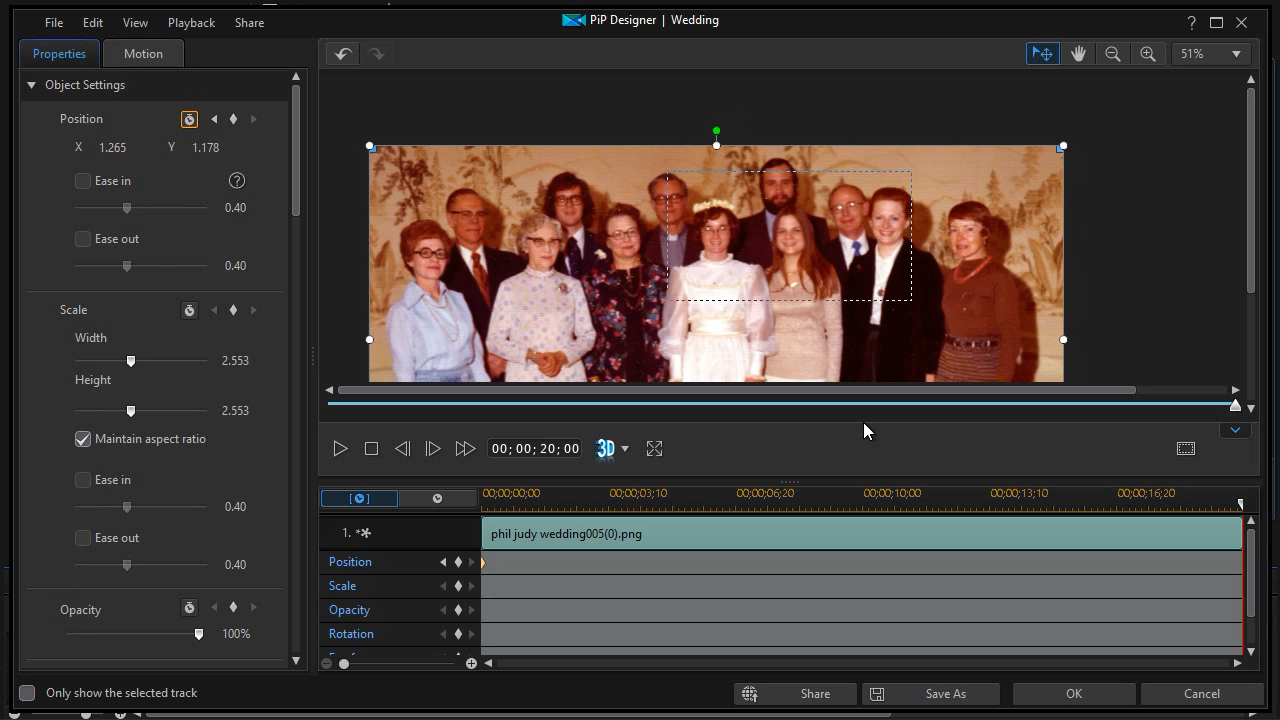 File Edit View Playback Share
PiP Designer | Wedding
Properties Motion
51%
Object Settings
Position
X 1.265 Y 1.178
Ease in
0.40
Ease out
0.40
Scale
Width
2.553
Height
2.553
Maintain aspect ratio
Ease in
0.40
Ease out
0.40
Opacity
100%
00; 00; 20; 00
3D
00;00;00;00 00;00;03;10 00;00;06;20 00;00;10;00 00;00;13;10 00;00;16;20
1. phil judy wedding005(0).png
Position
Scale
Opacity
Rotation
Only show the selected track
Share Save As OK Cancel